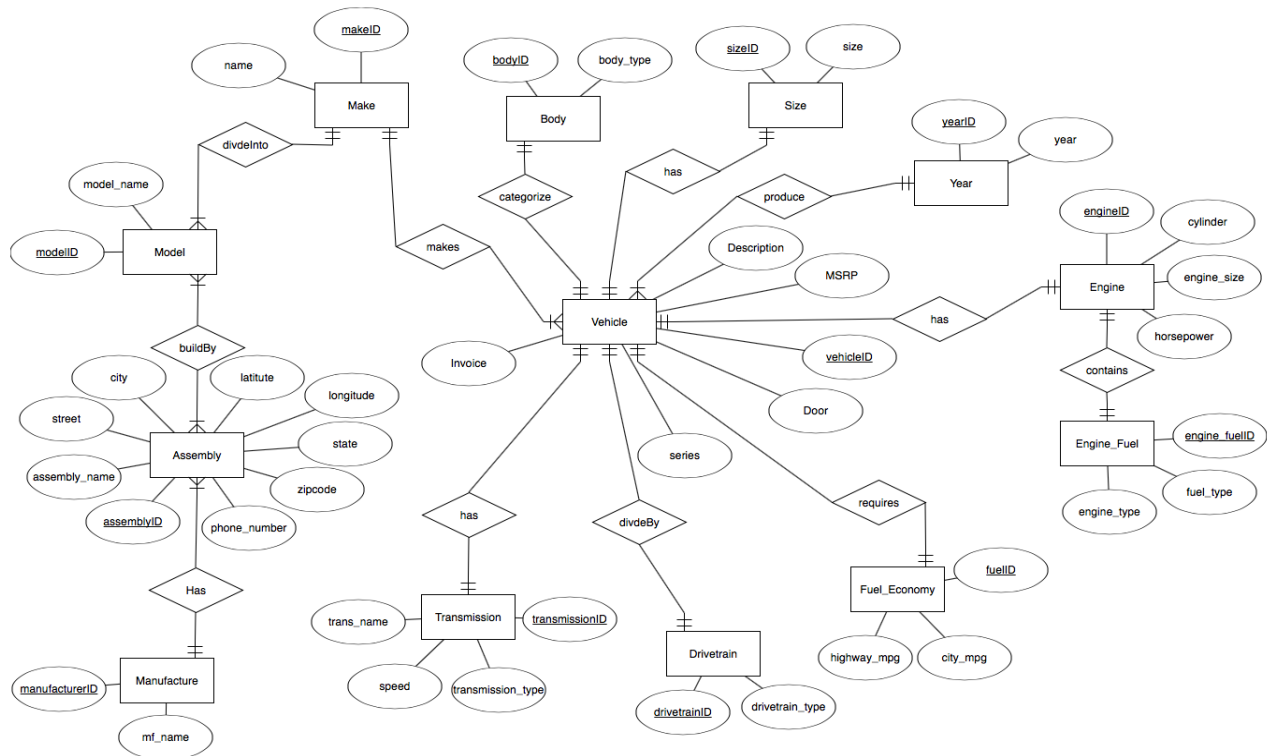 makeID
name
Make
bodyID
body_type
Body
sizeID
size
Size
yearID
year
Year
divdeInto
has
produce
categorize
makes
model_name
modelID
Model
Description
MSRP
engineID
cylinder
engine_size
Engine
horsepower
Vehicle
has
vehicleID
Invoice
Door
series
buildBy
city
latitute
longitude
street
state
Assembly
assembly_name
zipcode
assemblyID
phone_number
contains
Engine_Fuel
engine_fuelID
fuel_type
engine_type
has
divdeBy
requires
Has
fuelID
Fuel_Economy
highway_mpg
city_mpg
trans_name
Transmission
transmissionID
speed
transmission_type
Drivetrain
drivetrainID
drivetrain_type
manufacturerID
Manufacture
mf_name